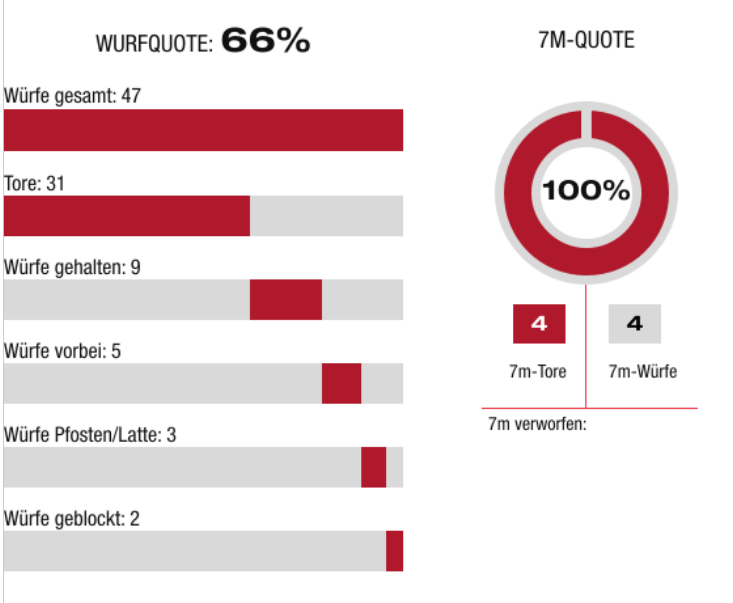 WURFQUOTE: 66%
Würfe gesamt: 47
Tore: 31
Würfe gehalten: 9
Würfe vorbei: 5
Würfe Pfosten/Latte: 3
Würfe geblockt: 2
7M-QUOTE
100%
4 4
7m-Tore 7m-Würfe
7m verworfen: